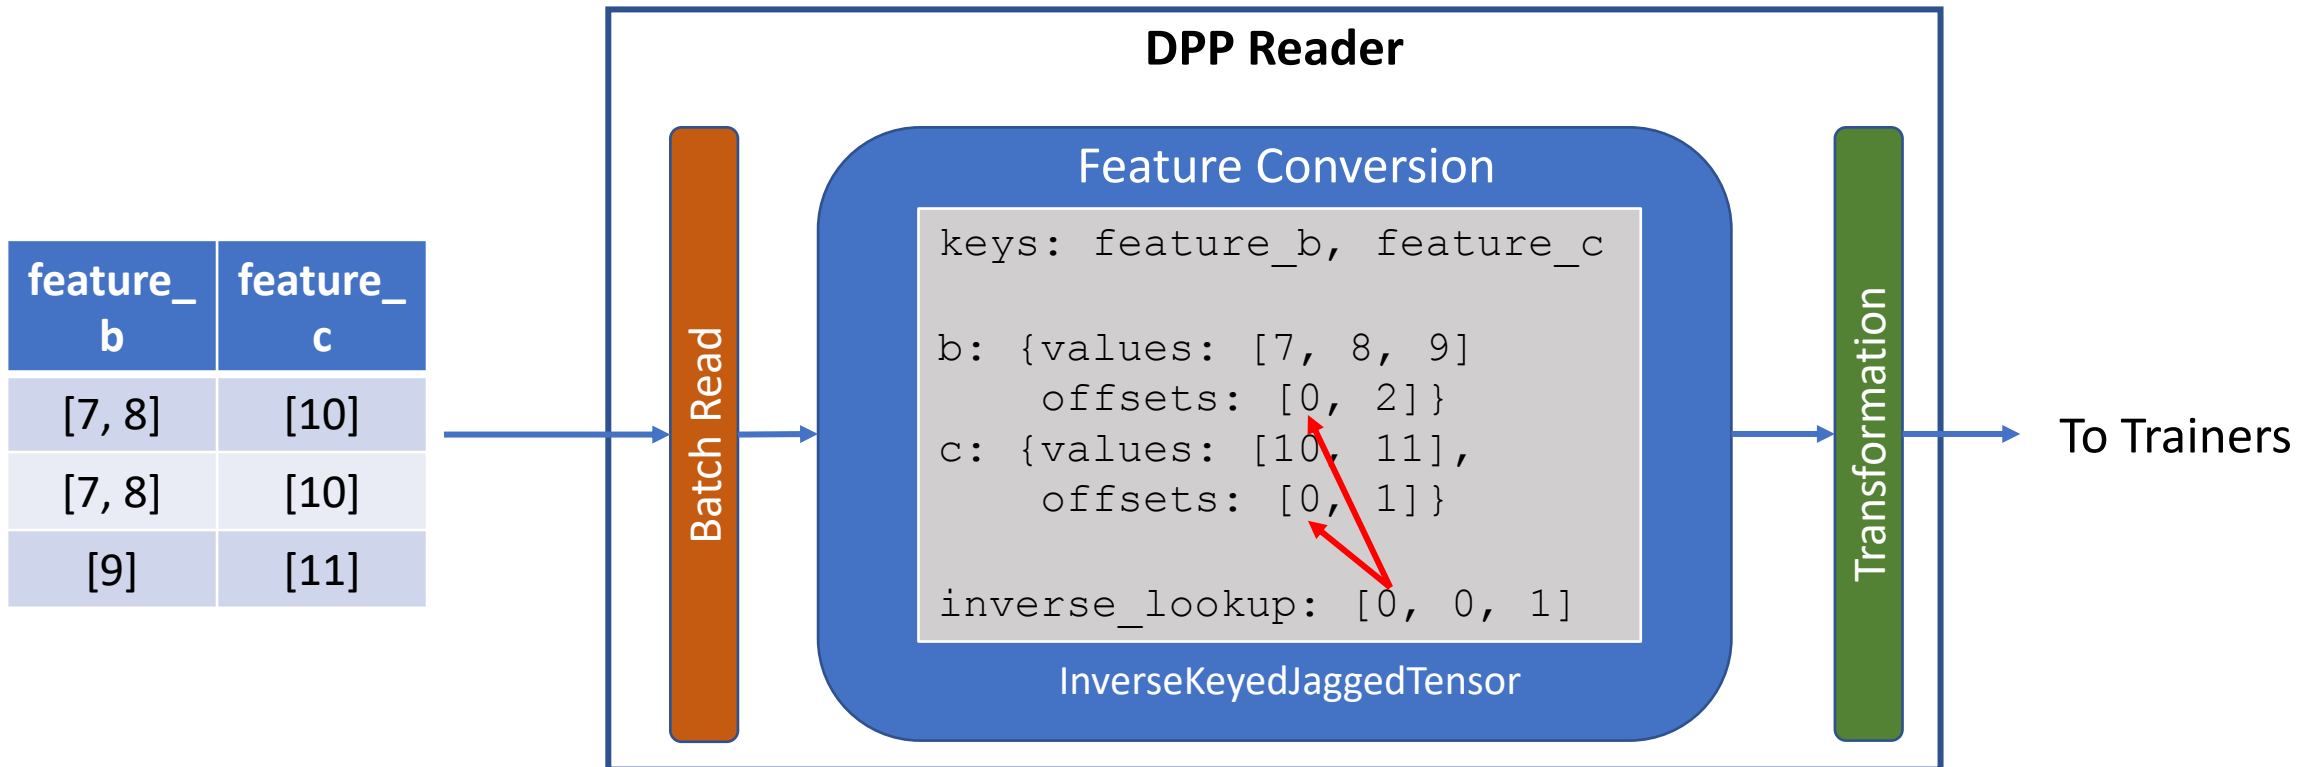 DPP Reader
feature_
b
feature_
c
[7, 8]
[10]
[7, 8]
[10]
[9]
[11]
Batch Read
Feature Conversion
keys: feature_b, feature_c
b: {values: [7, 8, 9]
offsets: [0, 2]}
c: {values: [10, 11],
offsets: [0, 1]}
inverse_lookup: [0, 0, 1]
InverseKeyedJaggedTensor
Transformation
To Trainers